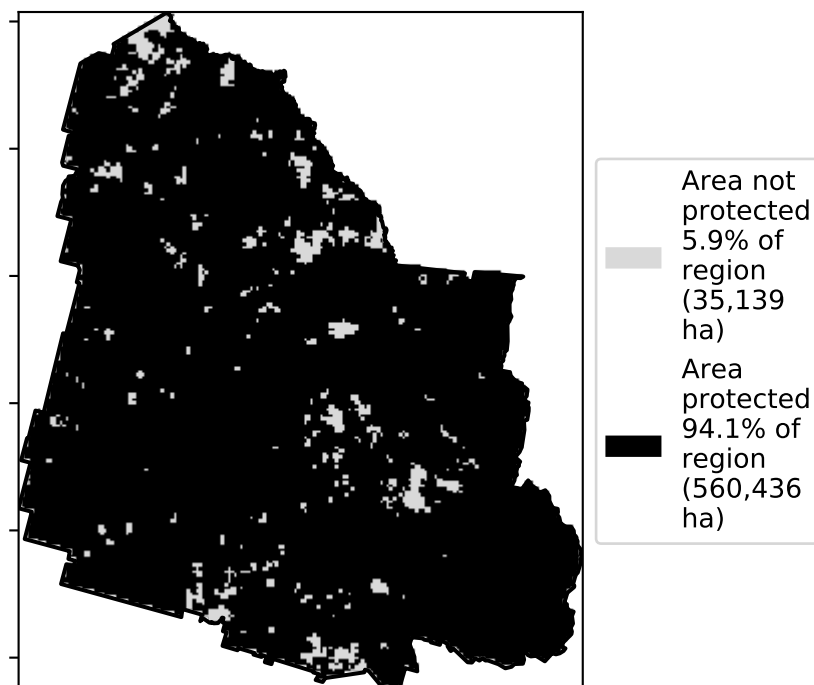 Area not
protected
5.9% of
region
(35,139
ha)
Area
protected
94.1% of
region
(560,436
ha)